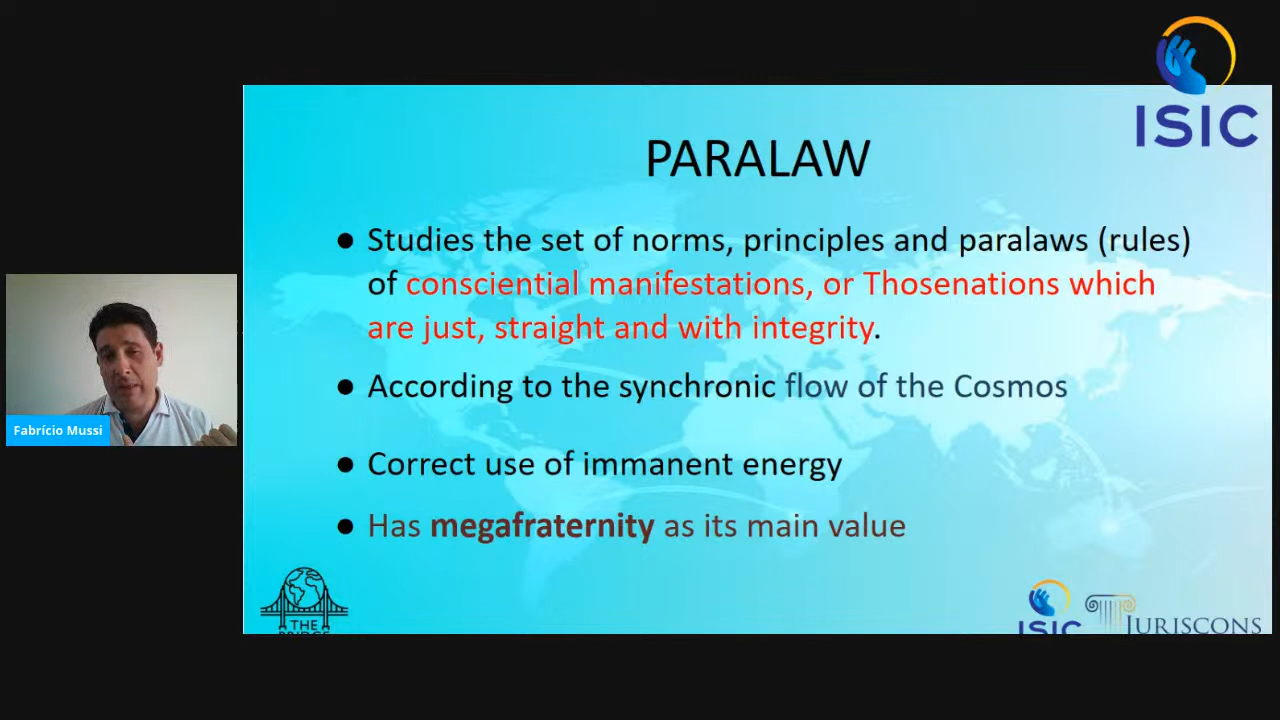 ISIC
PARALAW
● Studies the set of norms, principles and paralaws (rules)
of consciential manifestations, or Thosenations which
are just, straight and with integrity.
● According to the synchronic flow of the Cosmos
● Correct use of immanent energy
● Has megafraternity as its main value
Fabrício Mussi
THE
BRIDGE
ISIC
JURISCONS